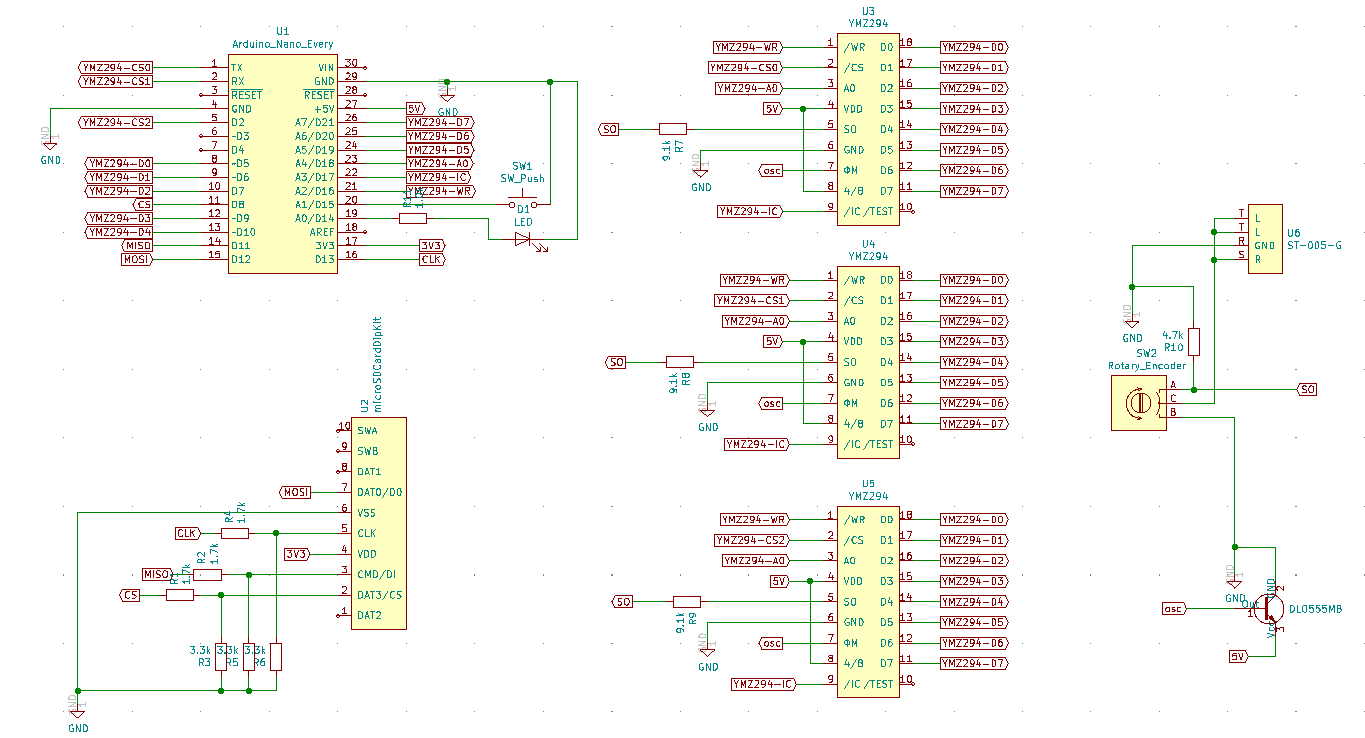 U1
Arduino_Nano_Every
YMZ294-CS0 1 TX VIN 30
YMZ294-CS1 2 RX GND 29
3 RESET RESET 28
4 GND +5V 27 5V
YMZ294-CS2 5 D2 A7/D21 26 YMZ294-D7
6 ~D3 A6/D20 25 YMZ294-D6
7 D4 A5/D19 24 YMZ294-D5
YMZ294-D0 8 ~D5 A4/D18 23 YMZ294-A0
YMZ294-D1 9 ~D6 A3/D17 22 YMZ294-IC
YMZ294-D2 10 D7 A2/D16 21 YMZ294-WR
CS 11 D8 A1/D15 20
YMZ294-D3 12 ~D9 A0/D14 19
YMZ294-D4 13 ~D10 AREF 18
MISO 14 D11 3V3 17 3V3
MOSI 15 D12 D13 16 CLK
GND 1
GND
GND 1
GND
SW1
SW_Push
D1
LED
U2
microSDCardDipKit
10 SWA
9 SWB
8 DAT1
MOSI 7 DAT0/DO
6 VSS
CLK R4 1.7k 5 CLK
3V3 4 VDD
MISO R2 1.7k 3 CMD/DI
CS 1.7k 2 DAT3/CS
1 DAT2
3.3k 3.3k 3.3k
R3 R5 R6
GND 1
GND
U3
YMZ294
YMZ294-WR 1 /WR D0 18 YMZ294-D0
YMZ294-CS0 2 /CS D1 17 YMZ294-D1
YMZ294-A0 3 A0 D2 16 YMZ294-D2
5V 4 VDD D3 15 YMZ294-D3
SO 9.1k R7 5 SO D4 14 YMZ294-D4
6 GND D5 13 YMZ294-D5
osc 7 ΦM D6 12 YMZ294-D6
8 4/8 D7 11 YMZ294-D7
YMZ294-IC 9 /IC /TEST 10
GND 1
GND
U4
YMZ294
YMZ294-WR 1 /WR D0 18 YMZ294-D0
YMZ294-CS1 2 /CS D1 17 YMZ294-D1
YMZ294-A0 3 A0 D2 16 YMZ294-D2
5V 4 VDD D3 15 YMZ294-D3
SO 9.1k R8 5 SO D4 14 YMZ294-D4
6 GND D5 13 YMZ294-D5
osc 7 ΦM D6 12 YMZ294-D6
8 4/8 D7 11 YMZ294-D7
YMZ294-IC 9 /IC /TEST 10
GND 1
GND
U5
YMZ294
YMZ294-WR 1 /WR D0 18 YMZ294-D0
YMZ294-CS2 2 /CS D1 17 YMZ294-D1
YMZ294-A0 3 A0 D2 16 YMZ294-D2
5V 4 VDD D3 15 YMZ294-D3
SO 9.1k R9 5 SO D4 14 YMZ294-D4
6 GND D5 13 YMZ294-D5
osc 7 ΦM D6 12 YMZ294-D6
8 4/8 D7 11 YMZ294-D7
YMZ294-IC 9 /IC /TEST 10
GND 1
GND
T L
T L
R GND
S R
U6
ST-005-G
GND 1
GND
4.7k
R10
SW2
Rotary_Encoder
A
C
B
SO
GND 1
GND
osc Out 1
GND 2
DLO555MB
Vcc 3
5V